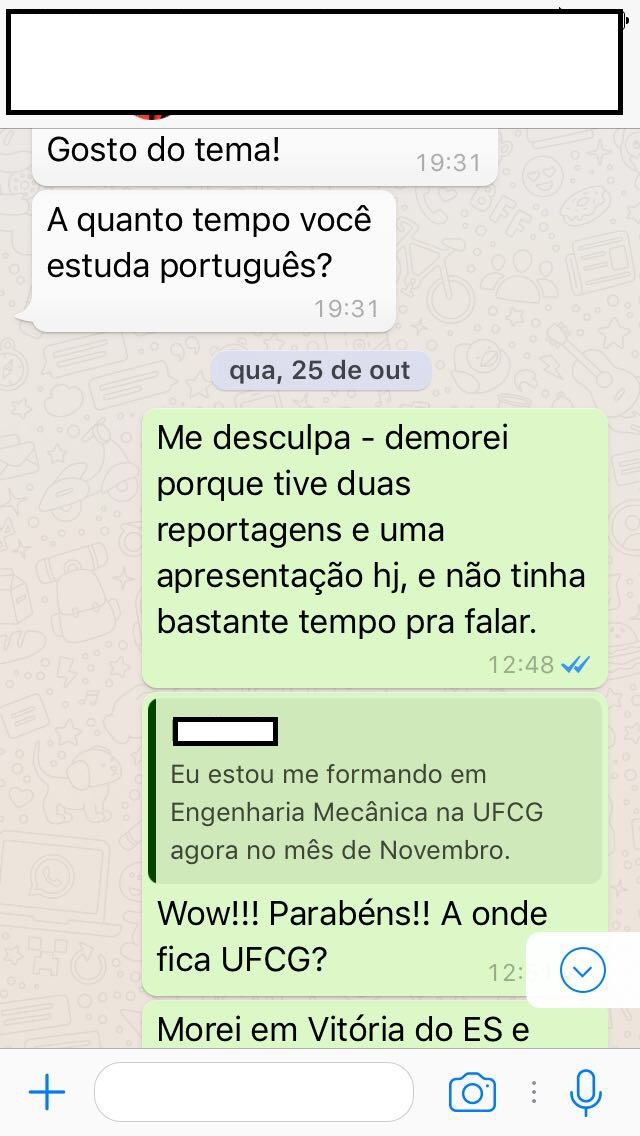 Gosto do tema!
19:31
A quanto tempo você
estuda português?
19:31
qua, 25 de out
Me desculpa - demorei
porque tive duas
reportagens e uma
apresentação hj, e não tinha
bastante tempo pra falar.
12:48
Eu estou me formando em
Engenharia Mecânica na UFCG
agora no mês de Novembro.
Wow!!! Parabéns!! A onde
fica UFCG?
Morei em Vitória do ES e